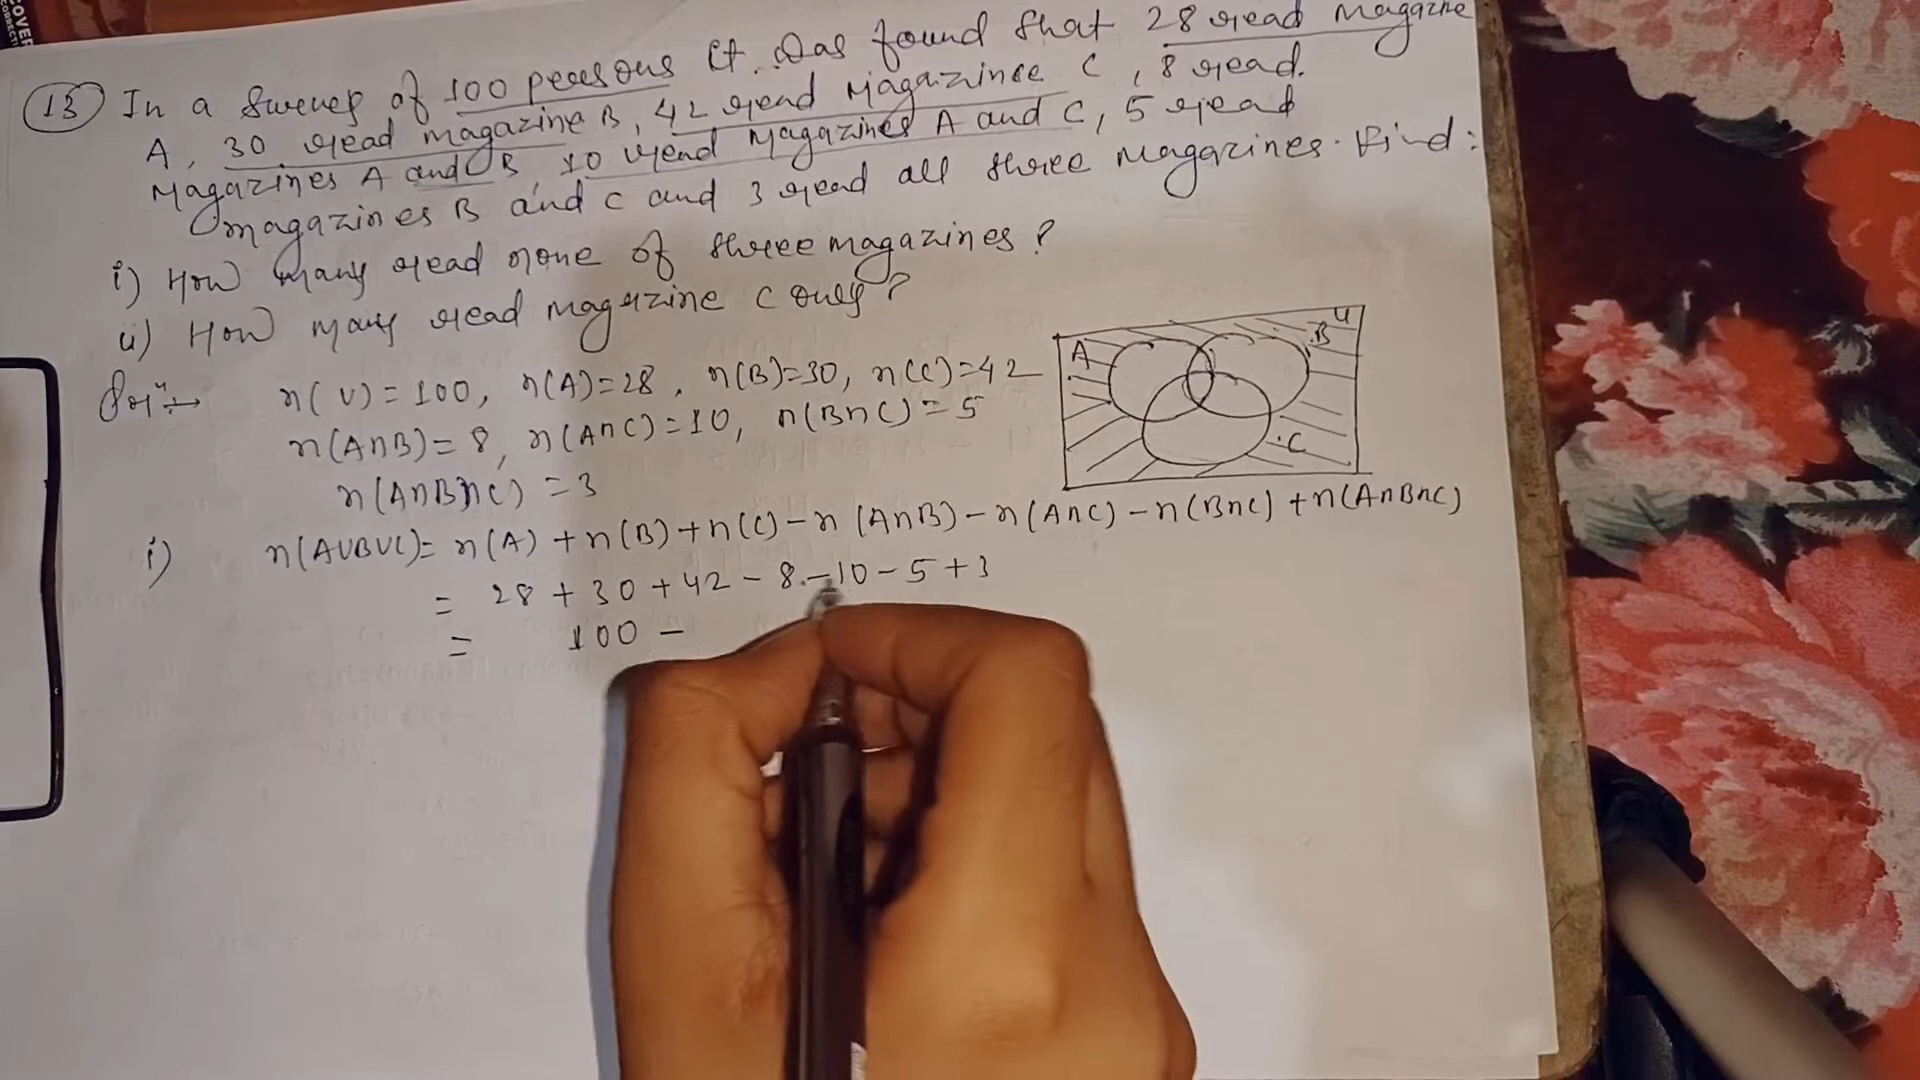 COVER
CORRECTI
13 In a Survey of 100 persons it was found that 28 read magazine
A, 30 read magazine B, 42 read Magazines C, 8 read.
Magazines A and B, 10 read Magazines A and C, 5 read
magazines B and C and 3 read all three Magazines. Find:
i) How many read none of three magazines?
ii) How many read magazine C only?
Sol:→ n(U)=100, n(A)=28, n(B)=30, n(C)=42
n(A∩B)=8, n(A∩C)=10, n(B∩C)=5
n(A∩B∩C)=3
A B U
C
i) n(A∪B∪C)= n(A)+n(B)+n(C)-n(A∩B)-n(A∩C)-n(B∩C)+n(A∩B∩C)
= 28+30+42-8-10-5+3
= 100-